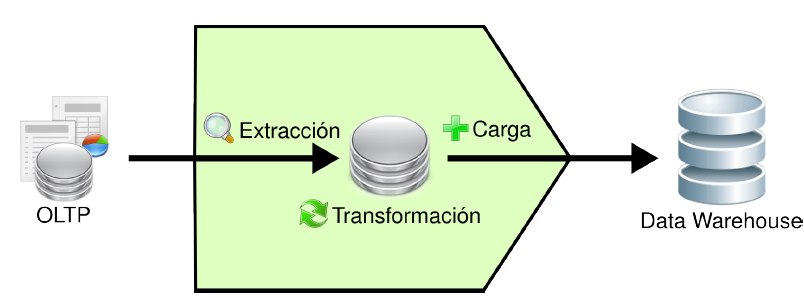 OLTP
Extracción
Transformación
Carga
Data Warehouse